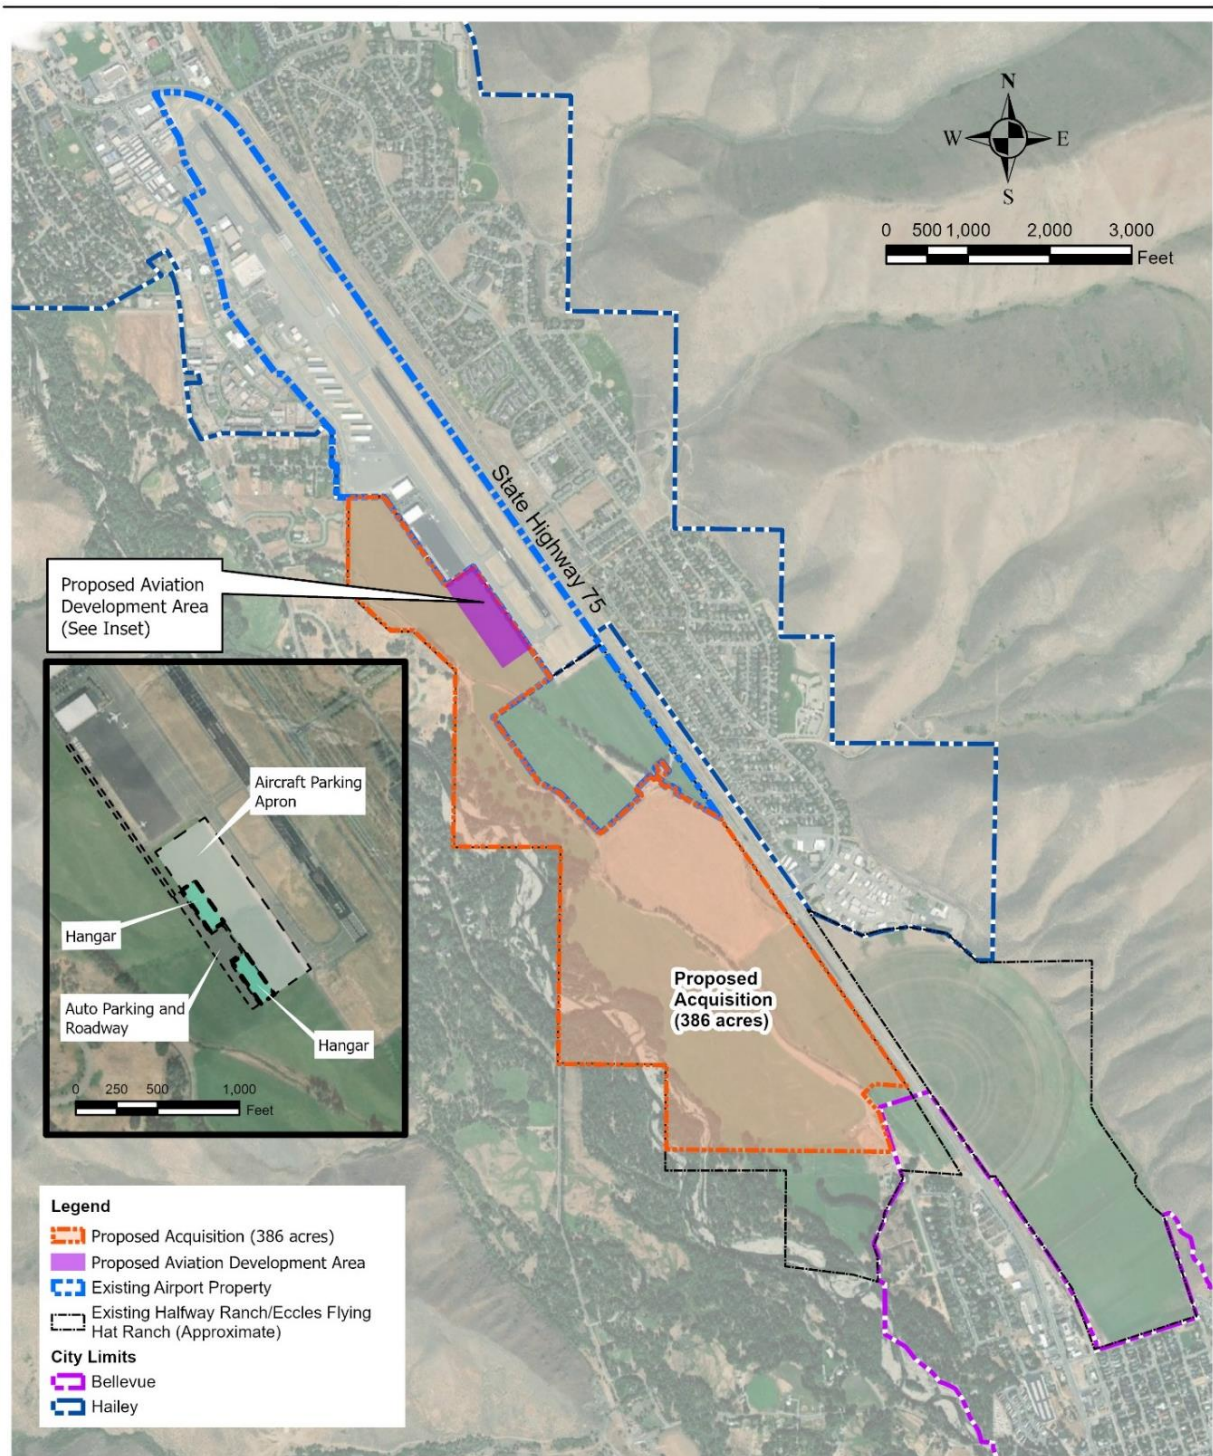 N
W
E
S
0 500 1,000 2,000 3,000
Feet
State Highway 75
Proposed Aviation
Development Area
(See Inset)
Aircraft Parking
Apron
Hangar
Auto Parking and
Roadway
Hangar
0 250 500 1,000
Feet
Proposed
Acquisition
(386 acres)
Legend
Proposed Acquisition (386 acres)
Proposed Aviation Development Area
Existing Airport Property
Existing Halfway Ranch/Eccles Flying
Hat Ranch (Approximate)
City Limits
Bellevue
Hailey